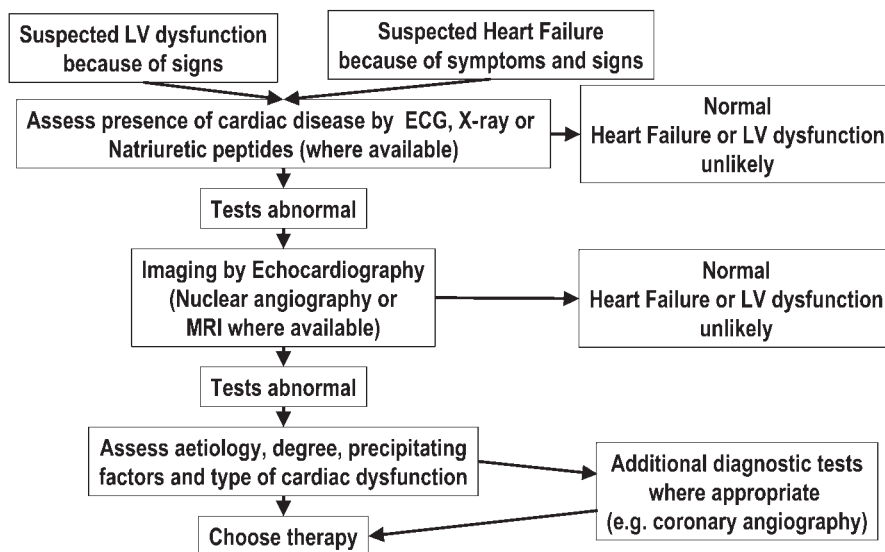 Suspected LV dysfunction
because of signs
Suspected Heart Failure
because of symptoms and signs
Assess presence of cardiac disease by ECG, X-ray or
Natriuretic peptides (where available)
Normal
Heart Failure or LV dysfunction
unlikely
Tests abnormal
Imaging by Echocardiography
(Nuclear angiography or
MRI where available)
Normal
Heart Failure or LV dysfunction
unlikely
Tests abnormal
Assess aetiology, degree, precipitating
factors and type of cardiac dysfunction
Additional diagnostic tests
where appropriate
(e.g. coronary angiography)
Choose therapy